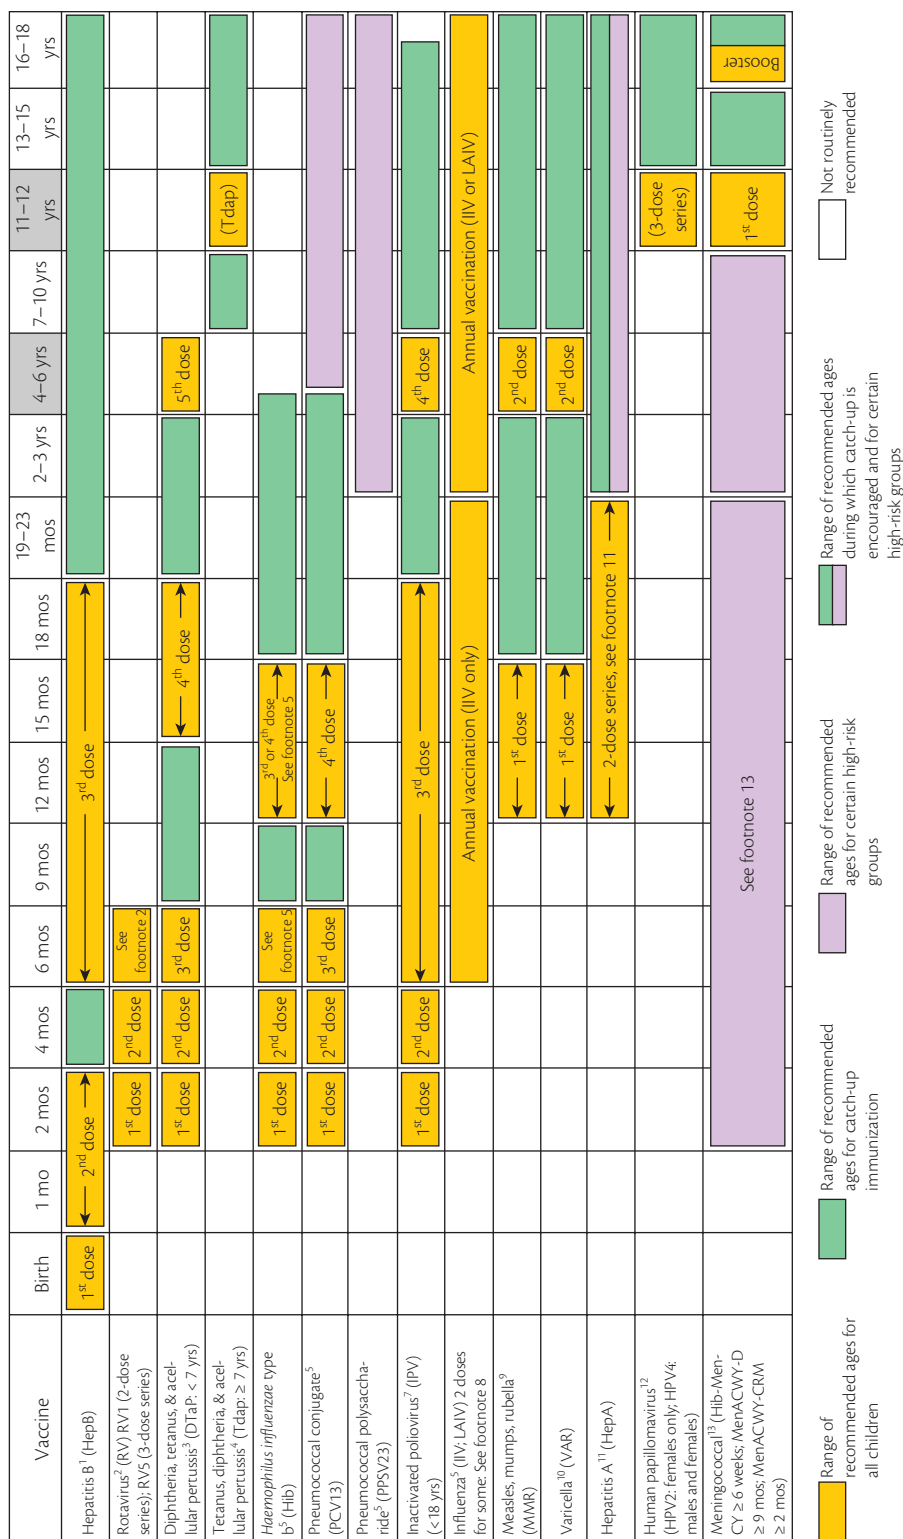 Vaccine Birth 1 mo 2 mos 4 mos 6 mos 9 mos 12 mos 15 mos 18 mos 19–23 mos 2–3 yrs 4–6 yrs 7–10 yrs 11–12 yrs 13–15 yrs 16–18 yrs
Hepatitis B¹ (HepB) 1st dose 2nd dose 3rd dose
Rotavirus² (RV) RV1 (2-dose
series); RV5 (3-dose series) 1st dose 2nd dose See footnote 2
Diphtheria, tetanus, & acel-
lular pertussis³ (DTaP: < 7 yrs) 1st dose 2nd dose 3rd dose 4th dose 5th dose
Tetanus, diphtheria, & acel-
lular pertussis⁴ (Tdap: ≥ 7 yrs) (Tdap)
Haemophilus influenzae type
b⁵ (Hib) 1st dose 2nd dose See footnote 5 3rd or 4th dose See footnote 5
Pneumococcal conjugate⁵
(PCV13) 1st dose 2nd dose 3rd dose 4th dose
Pneumococcal polysaccha-
ride⁵ (PPSV23)
Inactivated poliovirus⁷ (IPV)
(<18 yrs) 1st dose 2nd dose 3rd dose 4th dose
Influenza⁵ (IIV; LAIV) 2 doses
for some: See footnote 8 Annual vaccination (IIV only) Annual vaccination (IIV or LAIV)
Measles, mumps, rubella⁹
(MMR) 1st dose 2nd dose
Varicella¹⁰ (VAR) 1st dose 2nd dose
Hepatitis A¹¹ (HepA) 2-dose series, see footnote 11
Human papillomavirus¹²
(HPV2: females only; HPV4:
males and females) (3-dose series)
Meningococcal¹³ (Hib-Men-
CY ≥ 6 weeks; MenACWY-D
≥ 9 mos; MenACWY-CRM
≥ 2 mos) See footnote 13 1st dose Booster
Range of
recommended ages for
all children
Range of recommended
ages for catch-up
immunization
Range of recommended
ages for certain high-risk
groups
Range of recommended ages
during which catch-up is
encouraged and for certain
high-risk groups
Not routinely
recommended